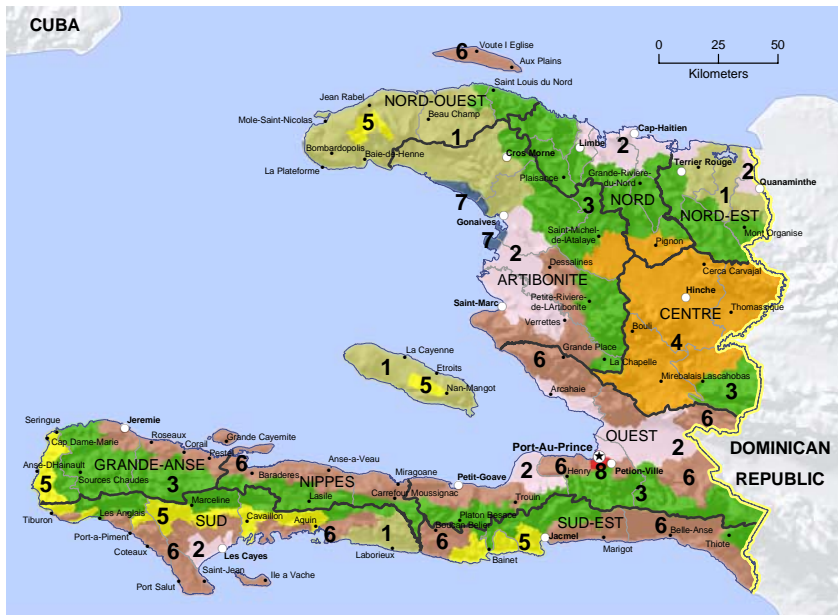 CUBA
6
Voute I Eglise
Aux Plains
0 25 50
Kilometers
Saint Louis du Nord
Jean Rabel
NORD-OUEST
Mole-Saint-Nicolas
5
Beau Champ
1
Cap-Haitien
Limbe
2
Bombardopolis
Baie-de-Henne
Cros Morne
La Plateforme
Plaisance
Grande-Riviere-
du-Nord
Terrier Rouge
2
1
Quanaminthe
7
3
NORD
NORD-EST
Gonaives
7
2
Saint-Michel-
de-lAtalaye
Pignon
Mont Organise
Dessalines
Cerca Carvajal
ARTIBONITE
Hinche
Saint-Marc
Petite-Riviere-
de-LArtibonite
CENTRE
Thomassique
Verrettes
Bouli
4
La Cayenne
6
Grande Place
La Chapelle
1
Etroits
5
Nan-Mangot
Mirebalais
Lascahobas
3
Arcahaie
6
Seringue
Jeremie
Roseaux
Grande Cayemite
OUEST
Cap Dame-Marie
Corail
Pestel
Port-Au-Prince
2
DOMINICAN
REPUBLIC
Anse-DHainault
GRANDE-ANSE
6
Anse-a-Veau
5
Sources Chaudes
3
Baraderes
NIPPES
Miragoane
Petit-Goave
2
6
Henry
8
Petion-Ville
6
Marceline
Lasile
Carrefour Moussignac
3
Tiburon
Les Anglais
5
SUD
Cavaillon
Aquin
Trouin
Platon Besace
Boucan Belier
SUD-EST
Port-a-Piment
6
1
6
5
Jacmel
6
Belle-Anse
Coteaux
6
2
Les Cayes
Laborieux
Bainet
Marigot
Thiote
Port Salut
Saint-Jean
Ile a Vache